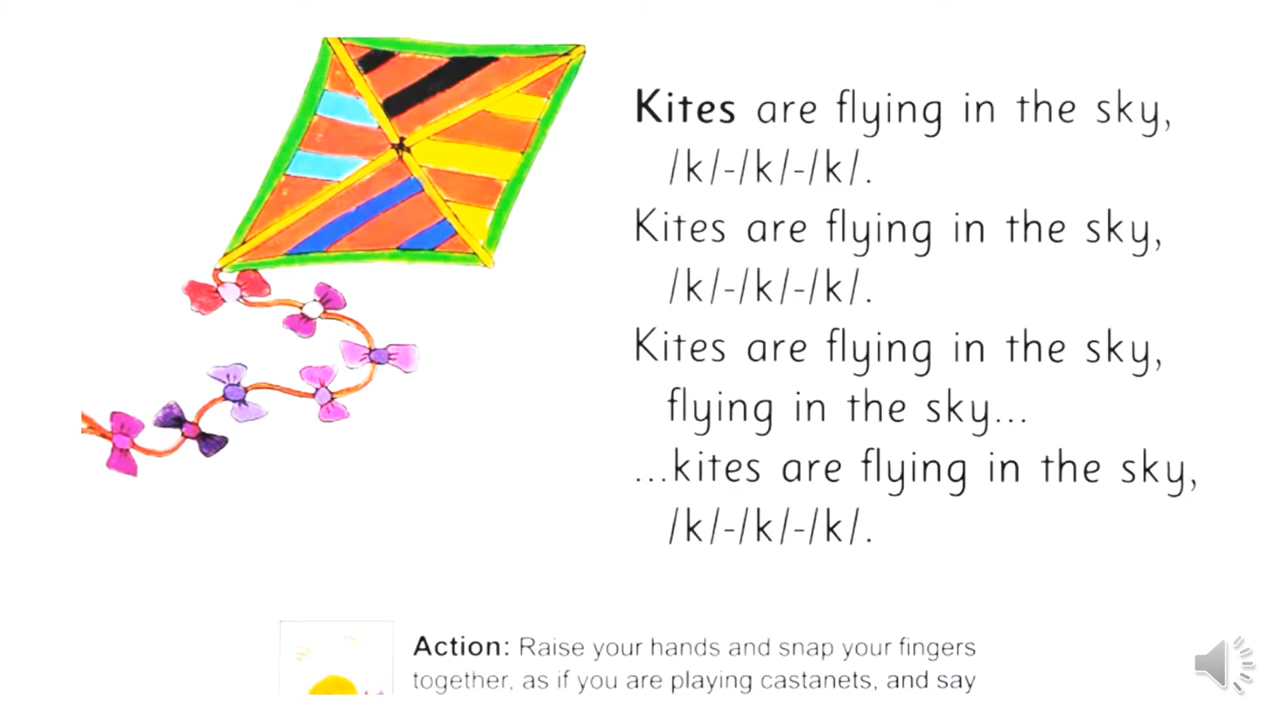 Kites are flying in the sky,
/k/-/k/-/k/.
Kites are flying in the sky,
/k/-/k/-/k/.
Kites are flying in the sky,
flying in the sky...
...kites are flying in the sky,
/k/-/k/-/k/.
Action: Raise your hands and snap your fingers
together, as if you are playing castanets, and say